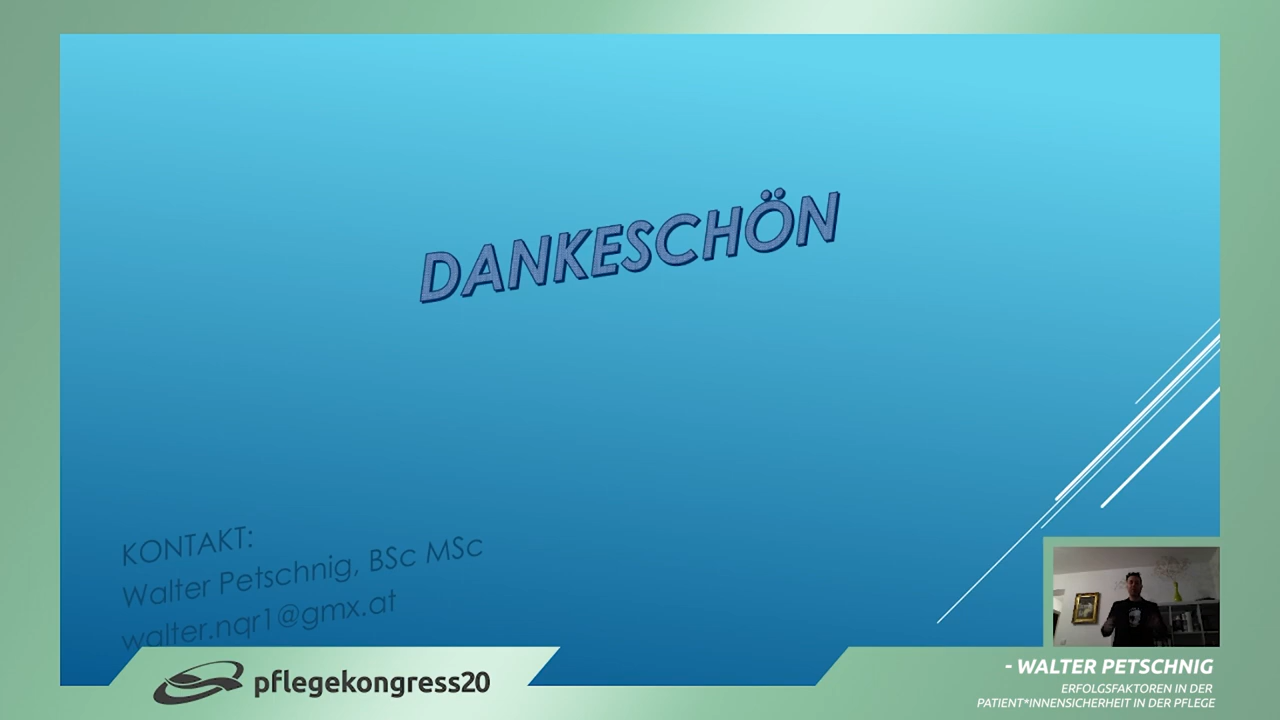 DANKESCHÖN
KONTAKT:
Walter Petschnig, BSc MSc
walter.nqr1@gmx.at
pflegekongress20
- WALTER PETSCHNIG
ERFOLGSFAKTOREN IN DER
PATIENT*INNENSICHERHEIT IN DER PFLEGE